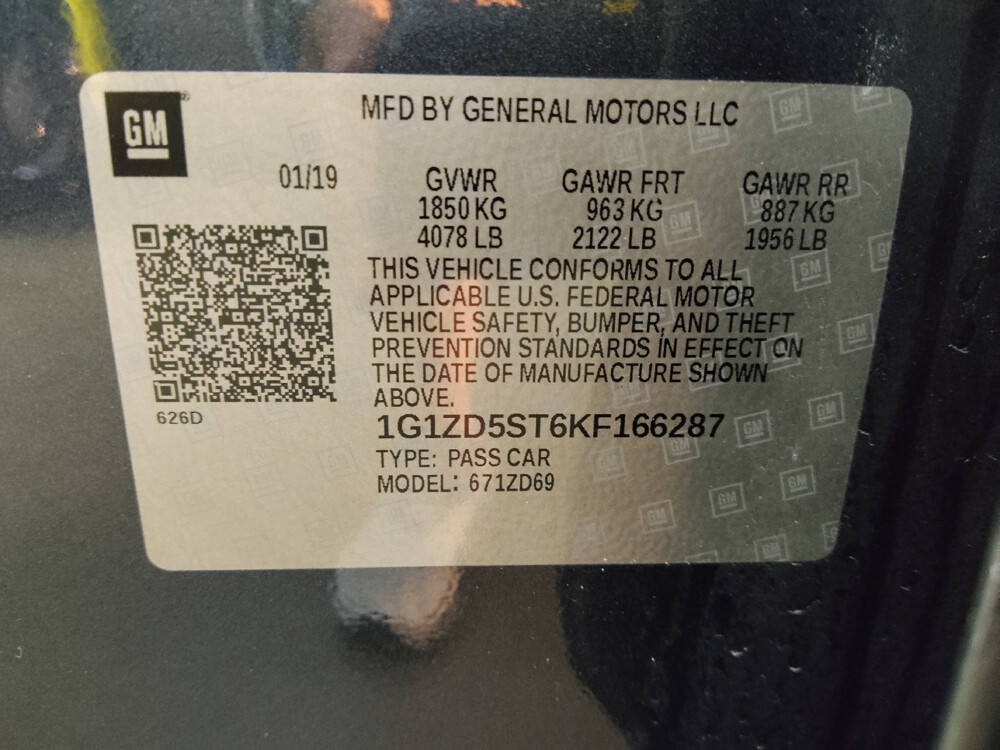 GM
MFD BY GENERAL MOTORS LLC
01/19
GVWR GAWR FRT GAWR RR
1850 KG 963 KG 887 KG
4078 LB 2122 LB 1956 LB
THIS VEHICLE CONFORMS TO ALL
APPLICABLE U.S. FEDERAL MOTOR
VEHICLE SAFETY, BUMPER, AND THEFT
PREVENTION STANDARDS IN EFFECT ON
THE DATE OF MANUFACTURE SHOWN
ABOVE.
626D
1G1ZD5ST6KF166287
TYPE: PASS CAR
MODEL: 671ZD69